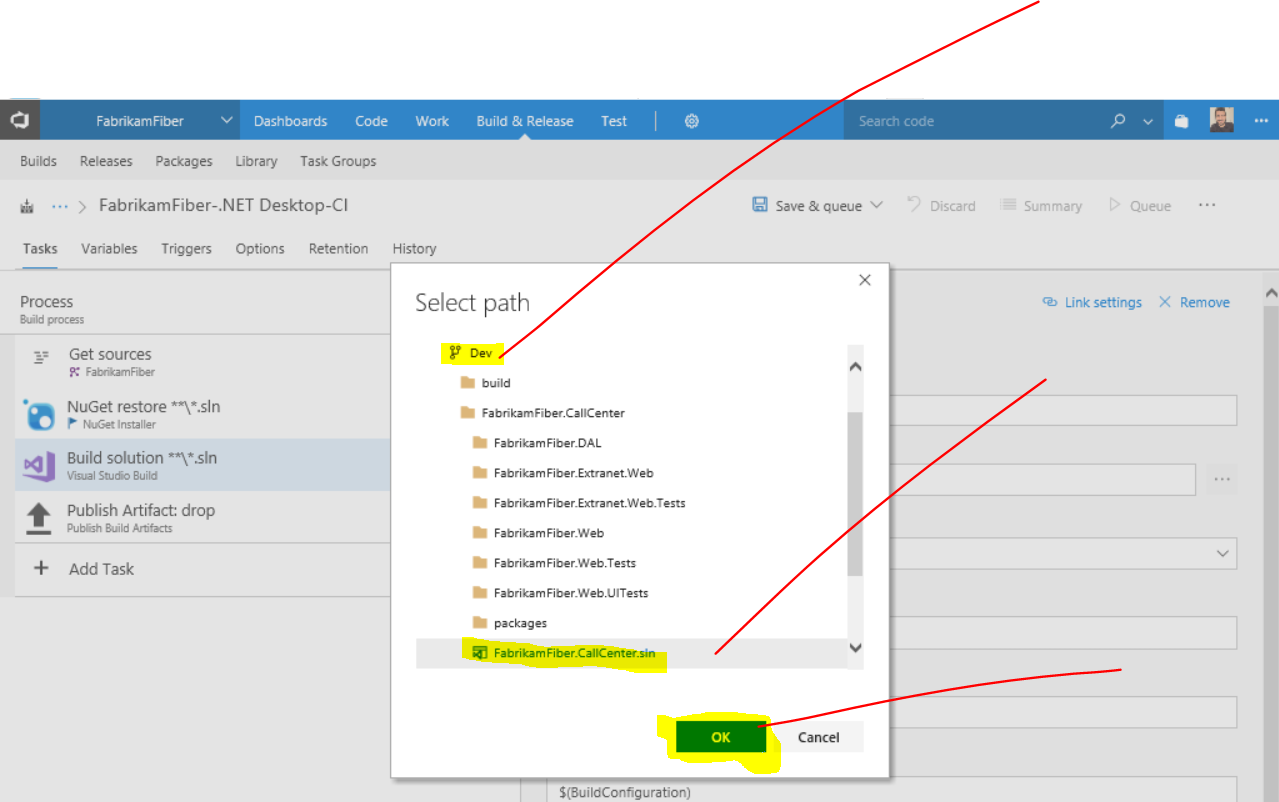 FabrikamFiber Dashboards Code Work Build & Release Test Search code
Builds Releases Packages Library Task Groups
FabrikamFiber-.NET Desktop-CI Save & queue Discard Summary Queue
Tasks Variables Triggers Options Retention History
Process
Build process
Link settings Remove
Get sources
FabrikamFiber
NuGet restore **\*.sln
NuGet Installer
Build solution **\*.sln
Visual Studio Build
Publish Artifact: drop
Publish Build Artifacts
Add Task
Select path
Dev
build
FabrikamFiber.CallCenter
FabrikamFiber.DAL
FabrikamFiber.Extranet.Web
FabrikamFiber.Extranet.Web.Tests
FabrikamFiber.Web
FabrikamFiber.Web.Tests
FabrikamFiber.Web.UITests
packages
FabrikamFiber.CallCenter.sln
OK Cancel
$(BuildConfiguration)